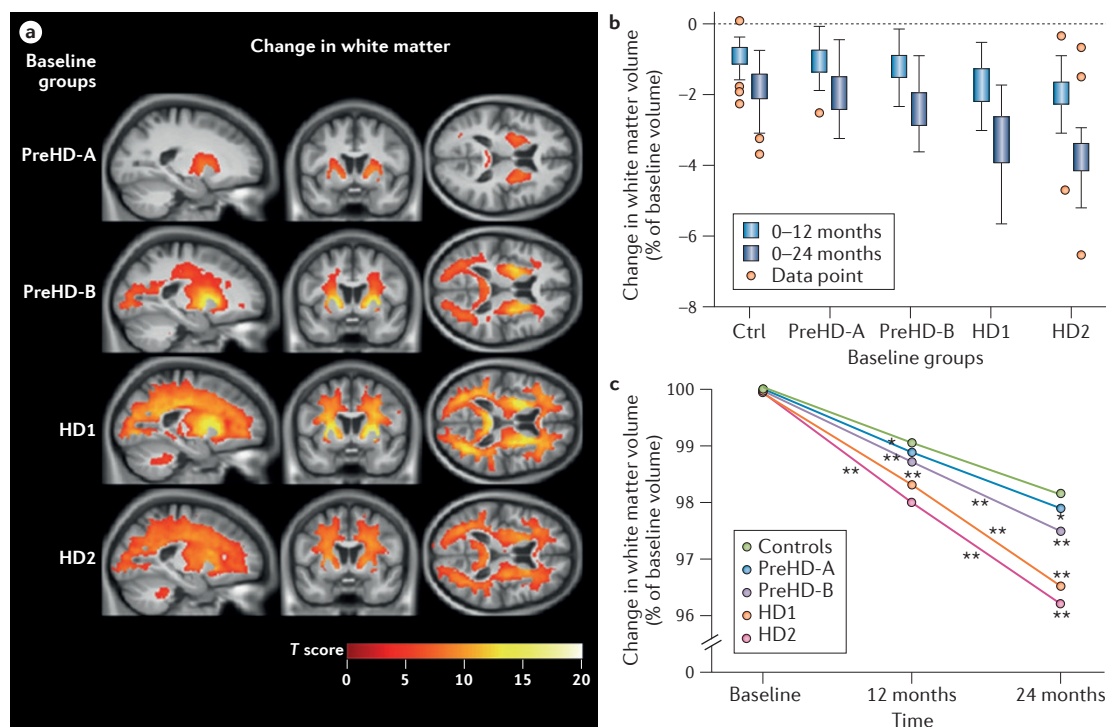 a
Change in white matter
Baseline
groups
PreHD-A
PreHD-B
HD1
HD2
T score
0
5
10
15
20
b
Change in white matter volume
(% of baseline volume)
0
−2
−4
−6
−8
0–12 months
0–24 months
Data point
Ctrl
PreHD-A
PreHD-B
HD1
HD2
Baseline groups
c
Change in white matter volume
(% of baseline volume)
100
99
98
97
96
0
*
**
**
**
**
**
**
*
**
**
**
Controls
PreHD-A
PreHD-B
HD1
HD2
Baseline
12 months
24 months
Time